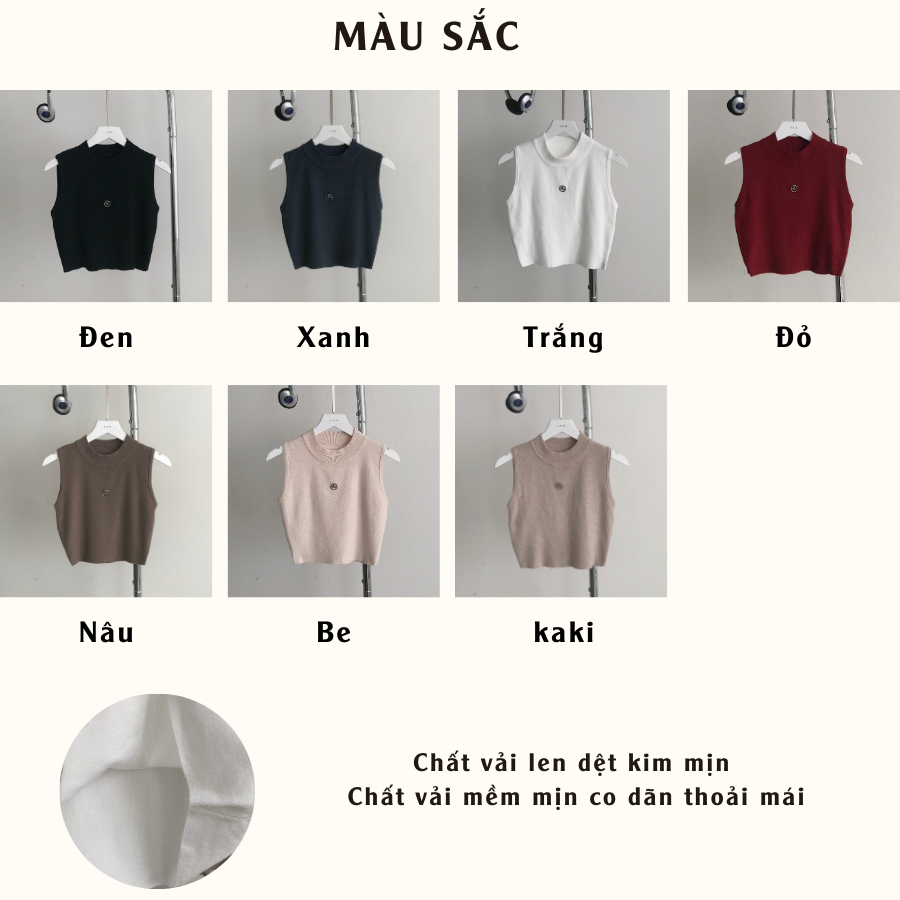 MÀU SẮC
Đen
Xanh
Trắng
Đỏ
Nâu
Be
kaki
Chất vải len dệt kim mịn
Chất vải mềm mịn co dãn thoải mái